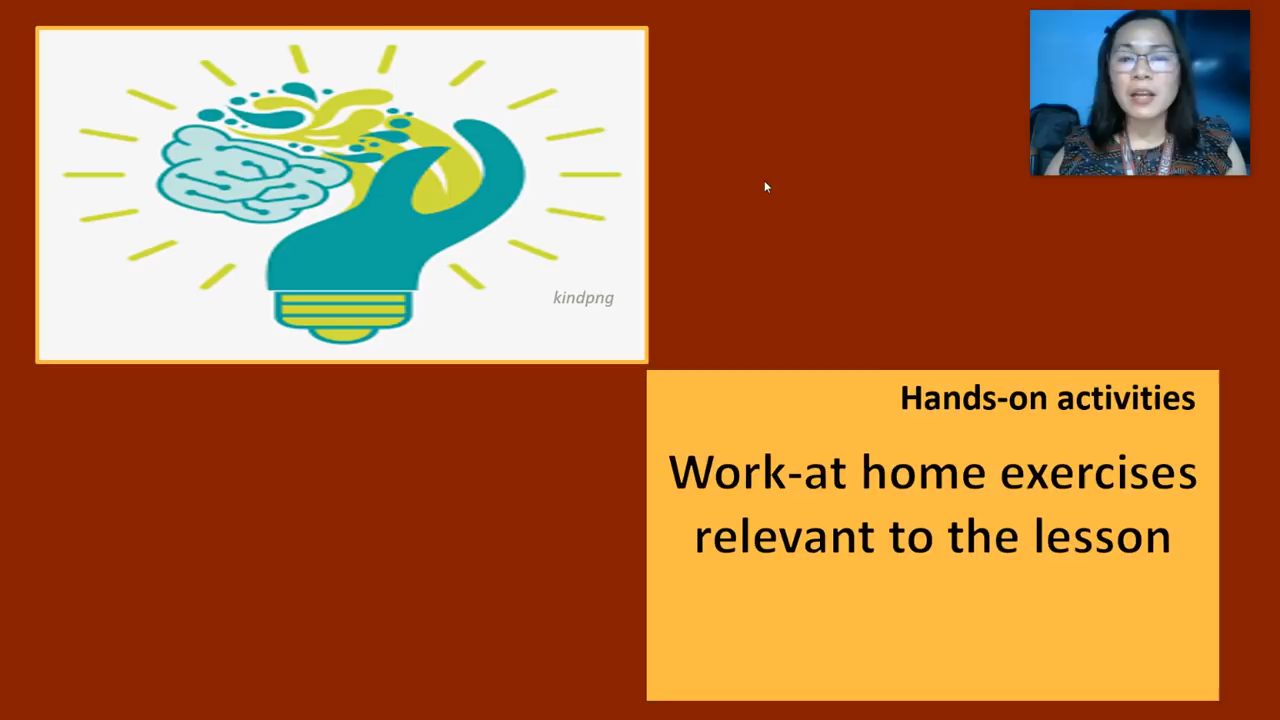 kindpng
Hands-on activities
Work-at home exercises
relevant to the lesson